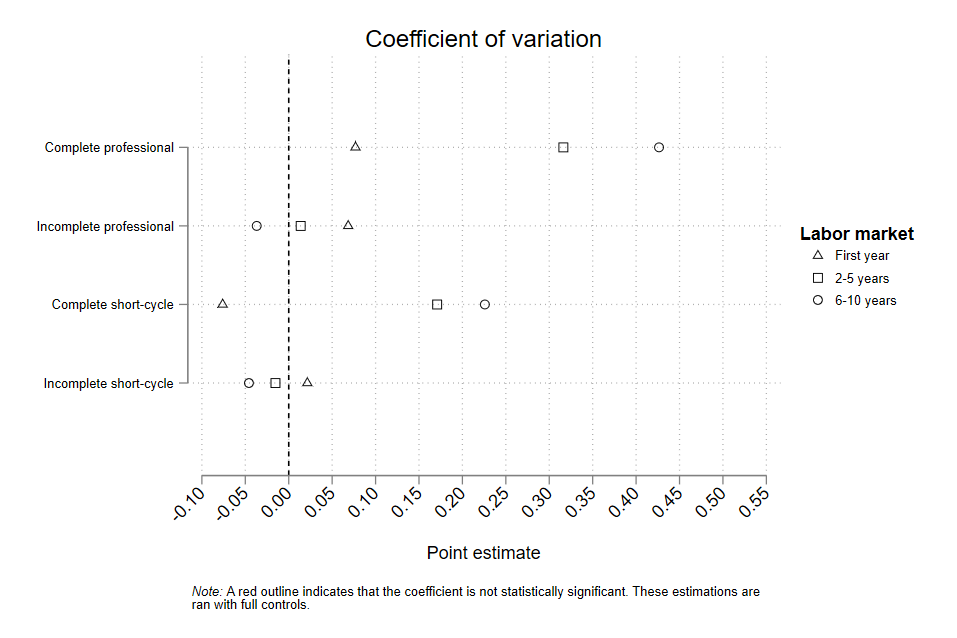 Coefficient of variation
Complete professional
Incomplete professional
Complete short-cycle
Incomplete short-cycle
Labor market
First year
2-5 years
6-10 years
-0.10
-0.05
0.00
0.05
0.10
0.15
0.20
0.25
0.30
0.35
0.40
0.45
0.50
0.55
Point estimate
Note: A red outline indicates that the coefficient is not statistically significant. These estimations are
ran with full controls.